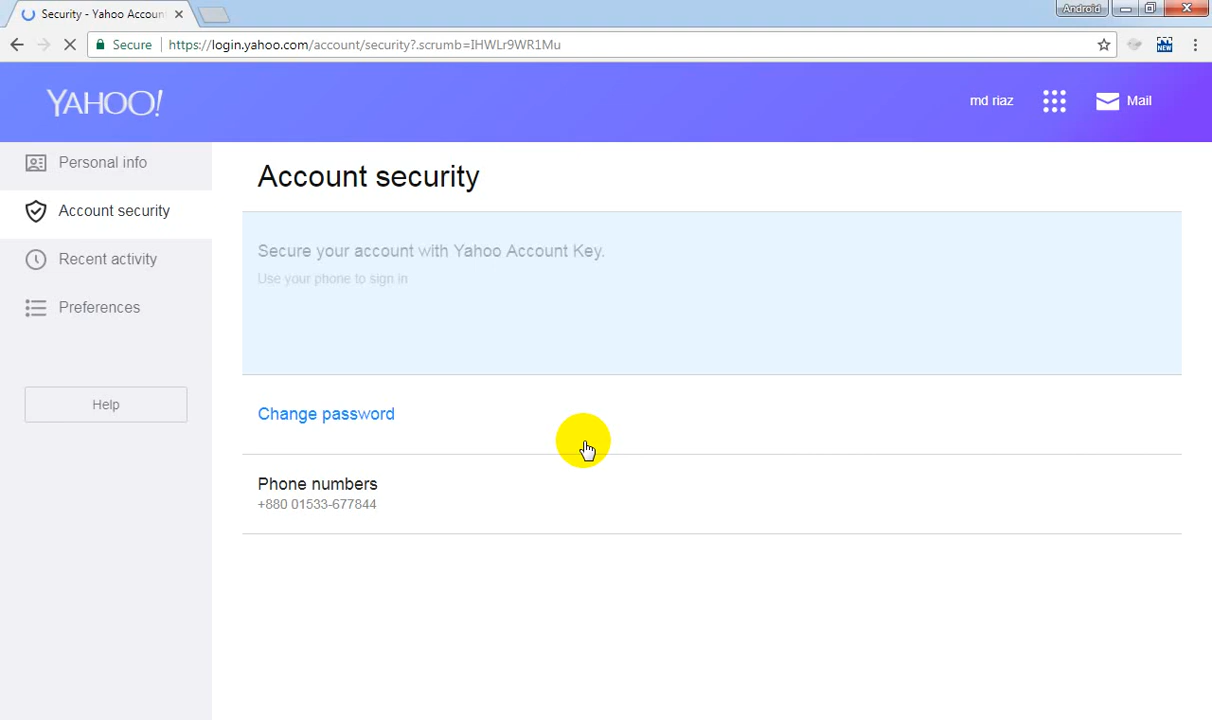 Security - Yahoo Accoun
Android
Secure
https://login.yahoo.com/account/security?.scrumb=IHWLr9WR1Mu
NEW
YAHOO!
md riaz
Mail
Personal info
Account security
Recent activity
Preferences
Help
Account security
Secure your account with Yahoo Account Key.
Use your phone to sign in
Change password
Phone numbers
+880 01533-677844